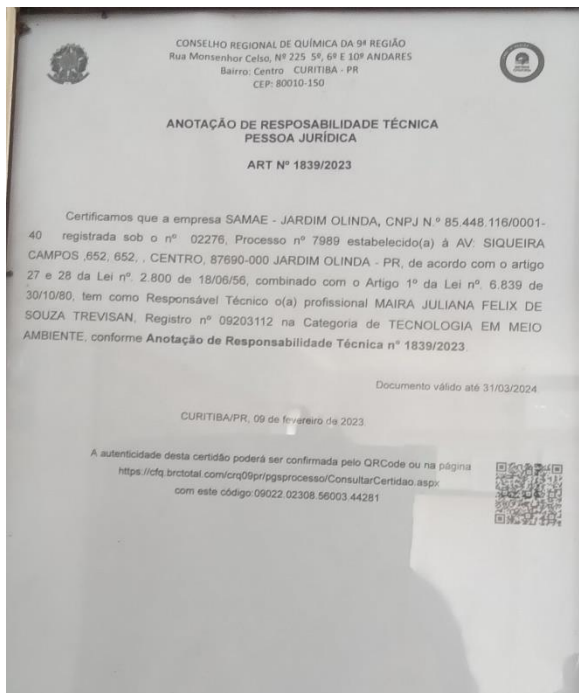 CONSELHO REGIONAL DE QUÍMICA DA 9ª REGIÃO
Rua Monsenhor Celso, Nº 225 5º, 6º E 10º ANDARES
Bairro: Centro CURITIBA - PR
CEP: 80010-150
ANOTAÇÃO DE RESPOSABILIDADE TÉCNICA
PESSOA JURÍDICA
ART Nº 1839/2023
Certificamos que a empresa SAMAE - JARDIM OLINDA, CNPJ N.º 85.448.116/0001-
40 registrada sob o nº 02276, Processo nº 7989 estabelecido(a) à AV: SIQUEIRA
CAMPOS ,652, 652, , CENTRO, 87690-000 JARDIM OLINDA - PR, de acordo com o artigo
27 e 28 da Lei nº. 2.800 de 18/06/56, combinado com o Artigo 1º da Lei nº. 6.839 de
30/10/80, tem como Responsável Técnico o(a) profissional MAIRA JULIANA FELIX DE
SOUZA TREVISAN, Registro nº 09203112 na Categoria de TECNOLOGIA EM MEIO
AMBIENTE, conforme Anotação de Responsabilidade Técnica n° 1839/2023.
Documento válido até 31/03/2024
CURITIBA/PR, 09 de fevereiro de 2023
A autenticidade desta certidão poderá ser confirmada pelo QRCode ou na página
https://cfq.brctotal.com/crq09pr/pgsprocesso/ConsultarCertidao.aspx
com este código:09022.02308.56003.44281